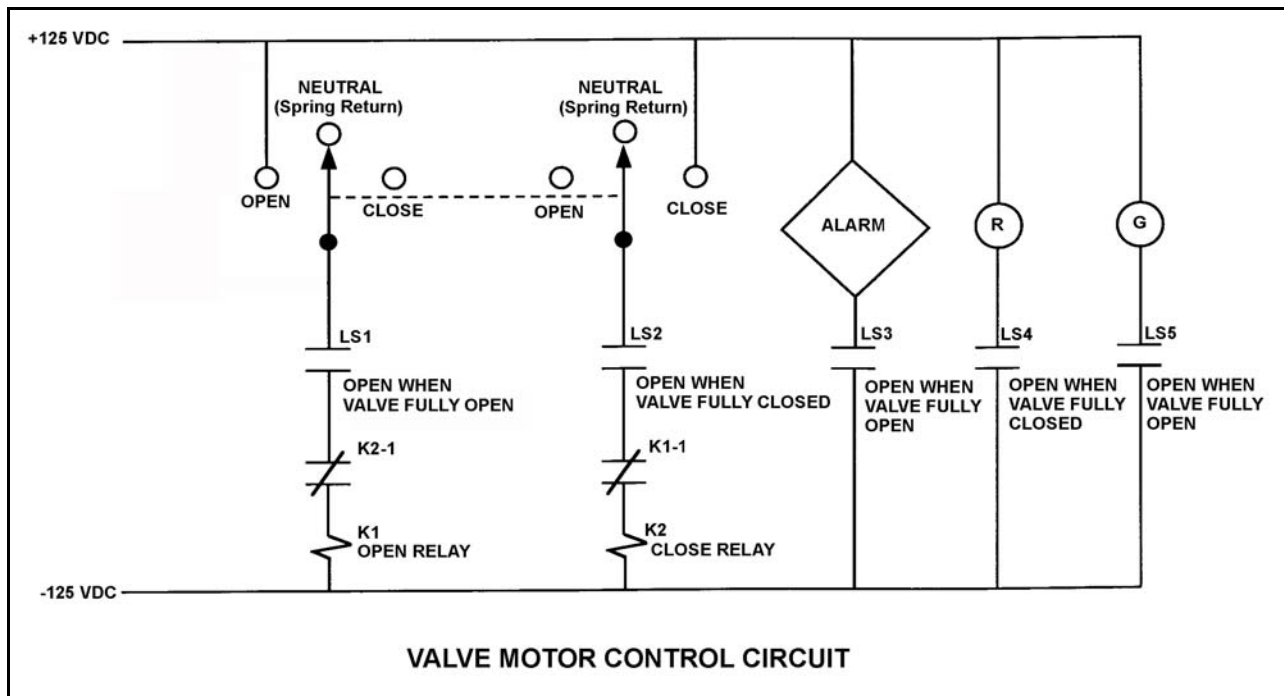 +125 VDC
NEUTRAL
(Spring Return)
NEUTRAL
(Spring Return)
OPEN
CLOSE
OPEN
CLOSE
ALARM
R
G
LS1
OPEN WHEN
VALVE FULLY OPEN
LS2
OPEN WHEN
VALVE FULLY CLOSED
LS3
OPEN WHEN
VALVE FULLY
OPEN
LS4
OPEN WHEN
VALVE FULLY
CLOSED
LS5
OPEN WHEN
VALVE FULLY
OPEN
K2-1
K1-1
K1
OPEN RELAY
K2
CLOSE RELAY
-125 VDC
VALVE MOTOR CONTROL CIRCUIT